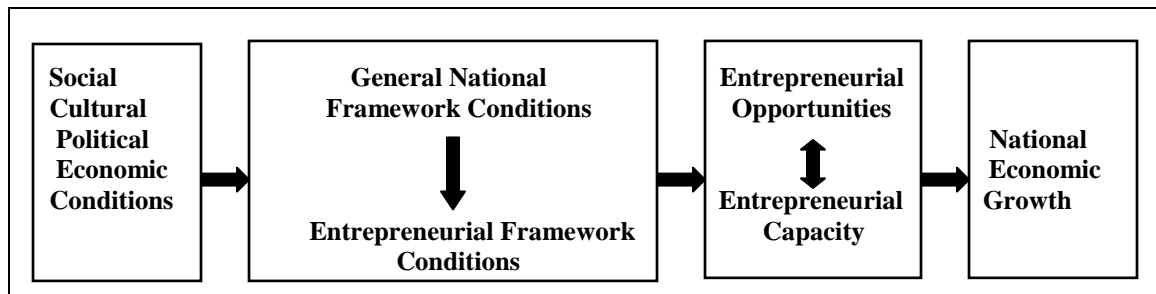 Social
Cultural
Political
Economic
Conditions
General National
Framework Conditions
Entrepreneurial Framework
Conditions
Entrepreneurial
Opportunities
Entrepreneurial
Capacity
National
Economic
Growth